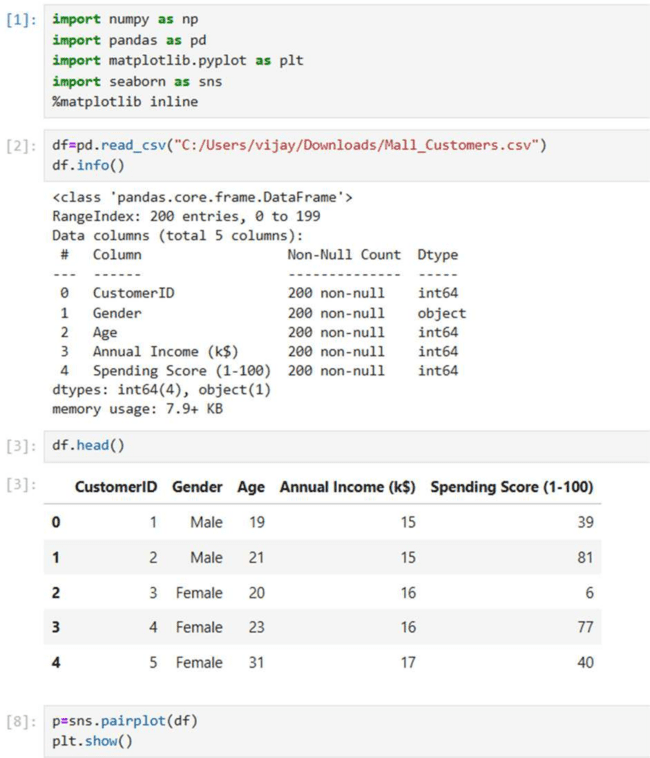 [1]: import numpy as np
import pandas as pd
import matplotlib.pyplot as plt
import seaborn as sns
%matplotlib inline
[2]: df=pd.read_csv("C:/Users/vijay/Downloads/Mall_Customers.csv")
df.info()
<class 'pandas.core.frame.DataFrame'>
RangeIndex: 200 entries, 0 to 199
Data columns (total 5 columns):
 #   Column                  Non-Null Count  Dtype
---  ------                  --------------  -----
 0   CustomerID              200 non-null    int64
 1   Gender                  200 non-null    object
 2   Age                     200 non-null    int64
 3   Annual Income (k$)      200 non-null    int64
 4   Spending Score (1-100)  200 non-null    int64
dtypes: int64(4), object(1)
memory usage: 7.9+ KB
[3]: df.head()
[3]: CustomerID Gender Age Annual Income (k$) Spending Score (1-100)
0 1 Male 19 15 39
1 2 Male 21 15 81
2 3 Female 20 16 6
3 4 Female 23 16 77
4 5 Female 31 17 40
[8]: p=sns.pairplot(df)
plt.show()